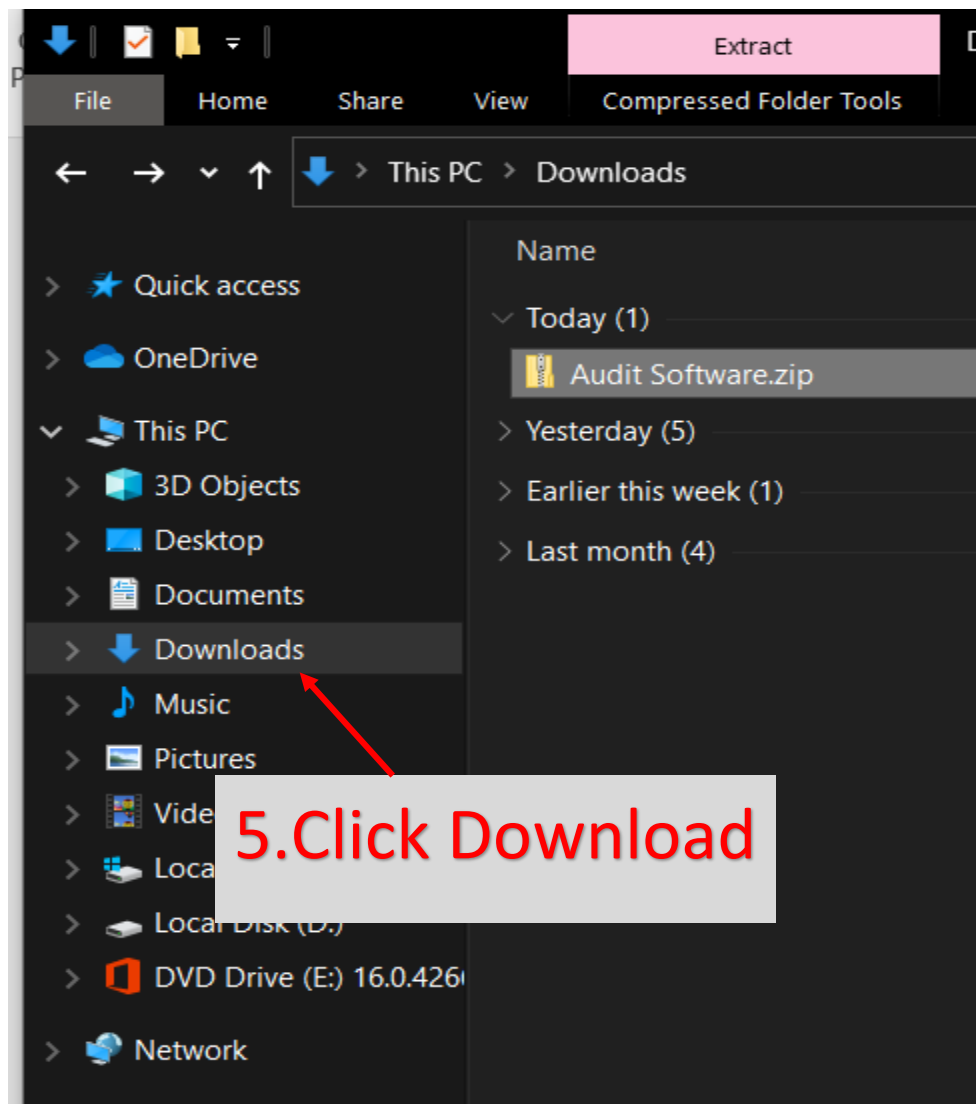 Extract
File Home Share View Compressed Folder Tools
This PC > Downloads
Name
Quick access
Today (1)
OneDrive
Audit Software.zip
This PC
Yesterday (5)
3D Objects
Earlier this week (1)
Desktop
Last month (4)
Documents
Downloads
Music
Pictures
5.Click Download
DVD Drive (E:) 16.0.426
Network